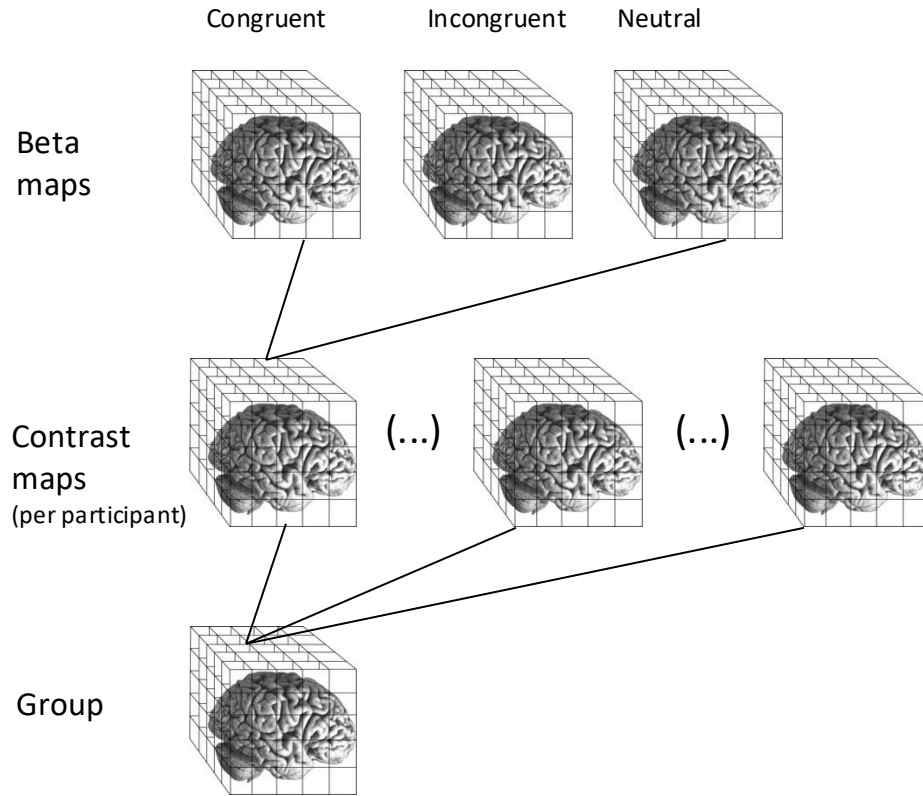 Congruent Incongruent Neutral
Beta
maps
Contrast
maps
(per participant)
(...) (...)
Group